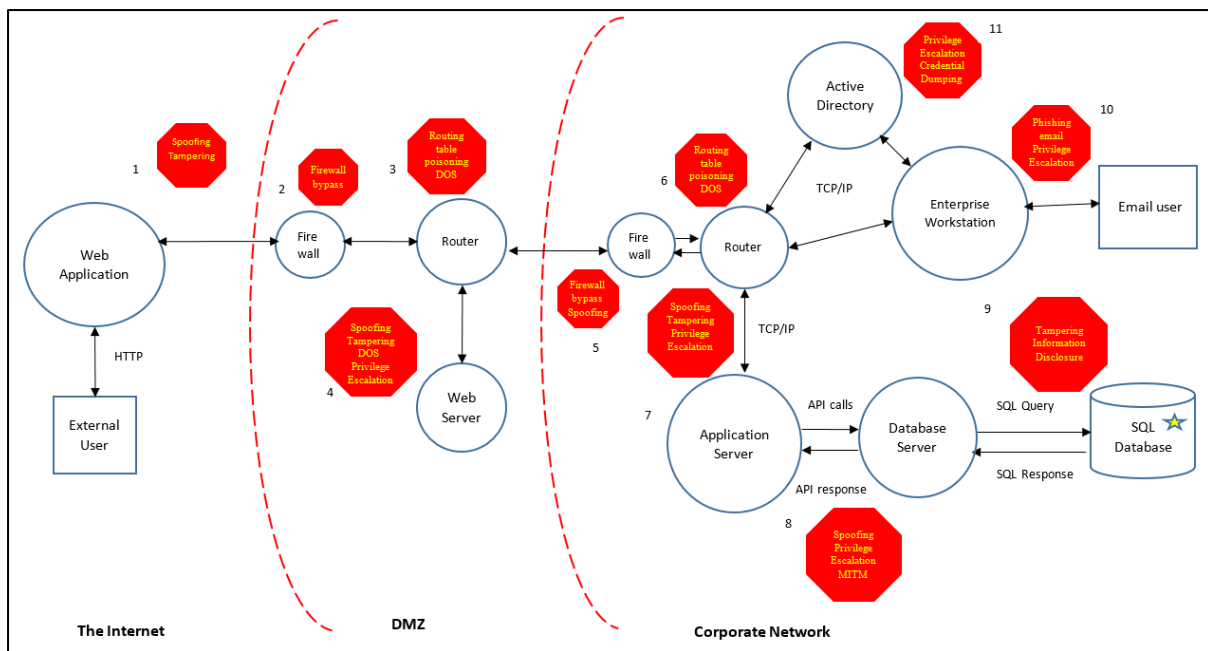 11
Privilege
Escalation
Credential
Dumping
Active
Directory
10
Phishing
email
Privilege
Escalation
1
Spoofing
Tampering
2
Firewall
bypass
3
Routing
table
poisoning
DOS
6
Routing
table
poisoning
DOS
TCP/IP
Enterprise
Workstation
Email user
Web
Application
Fire
wall
Router
Fire
wall
Router
Firewall
bypass
Spoofing
5
Spoofing
Tampering
Privilege
Escalation
TCP/IP
9
Tampering
Information
Disclosure
HTTP
Spoofing
Tampering
DOS
Privilege
Escalation
4
Web
Server
External
User
7
Application
Server
API calls
API response
Database
Server
SQL Query
SQL Response
SQL
Database
8
Spoofing
Privilege
Escalation
MITM
The Internet
DMZ
Corporate Network